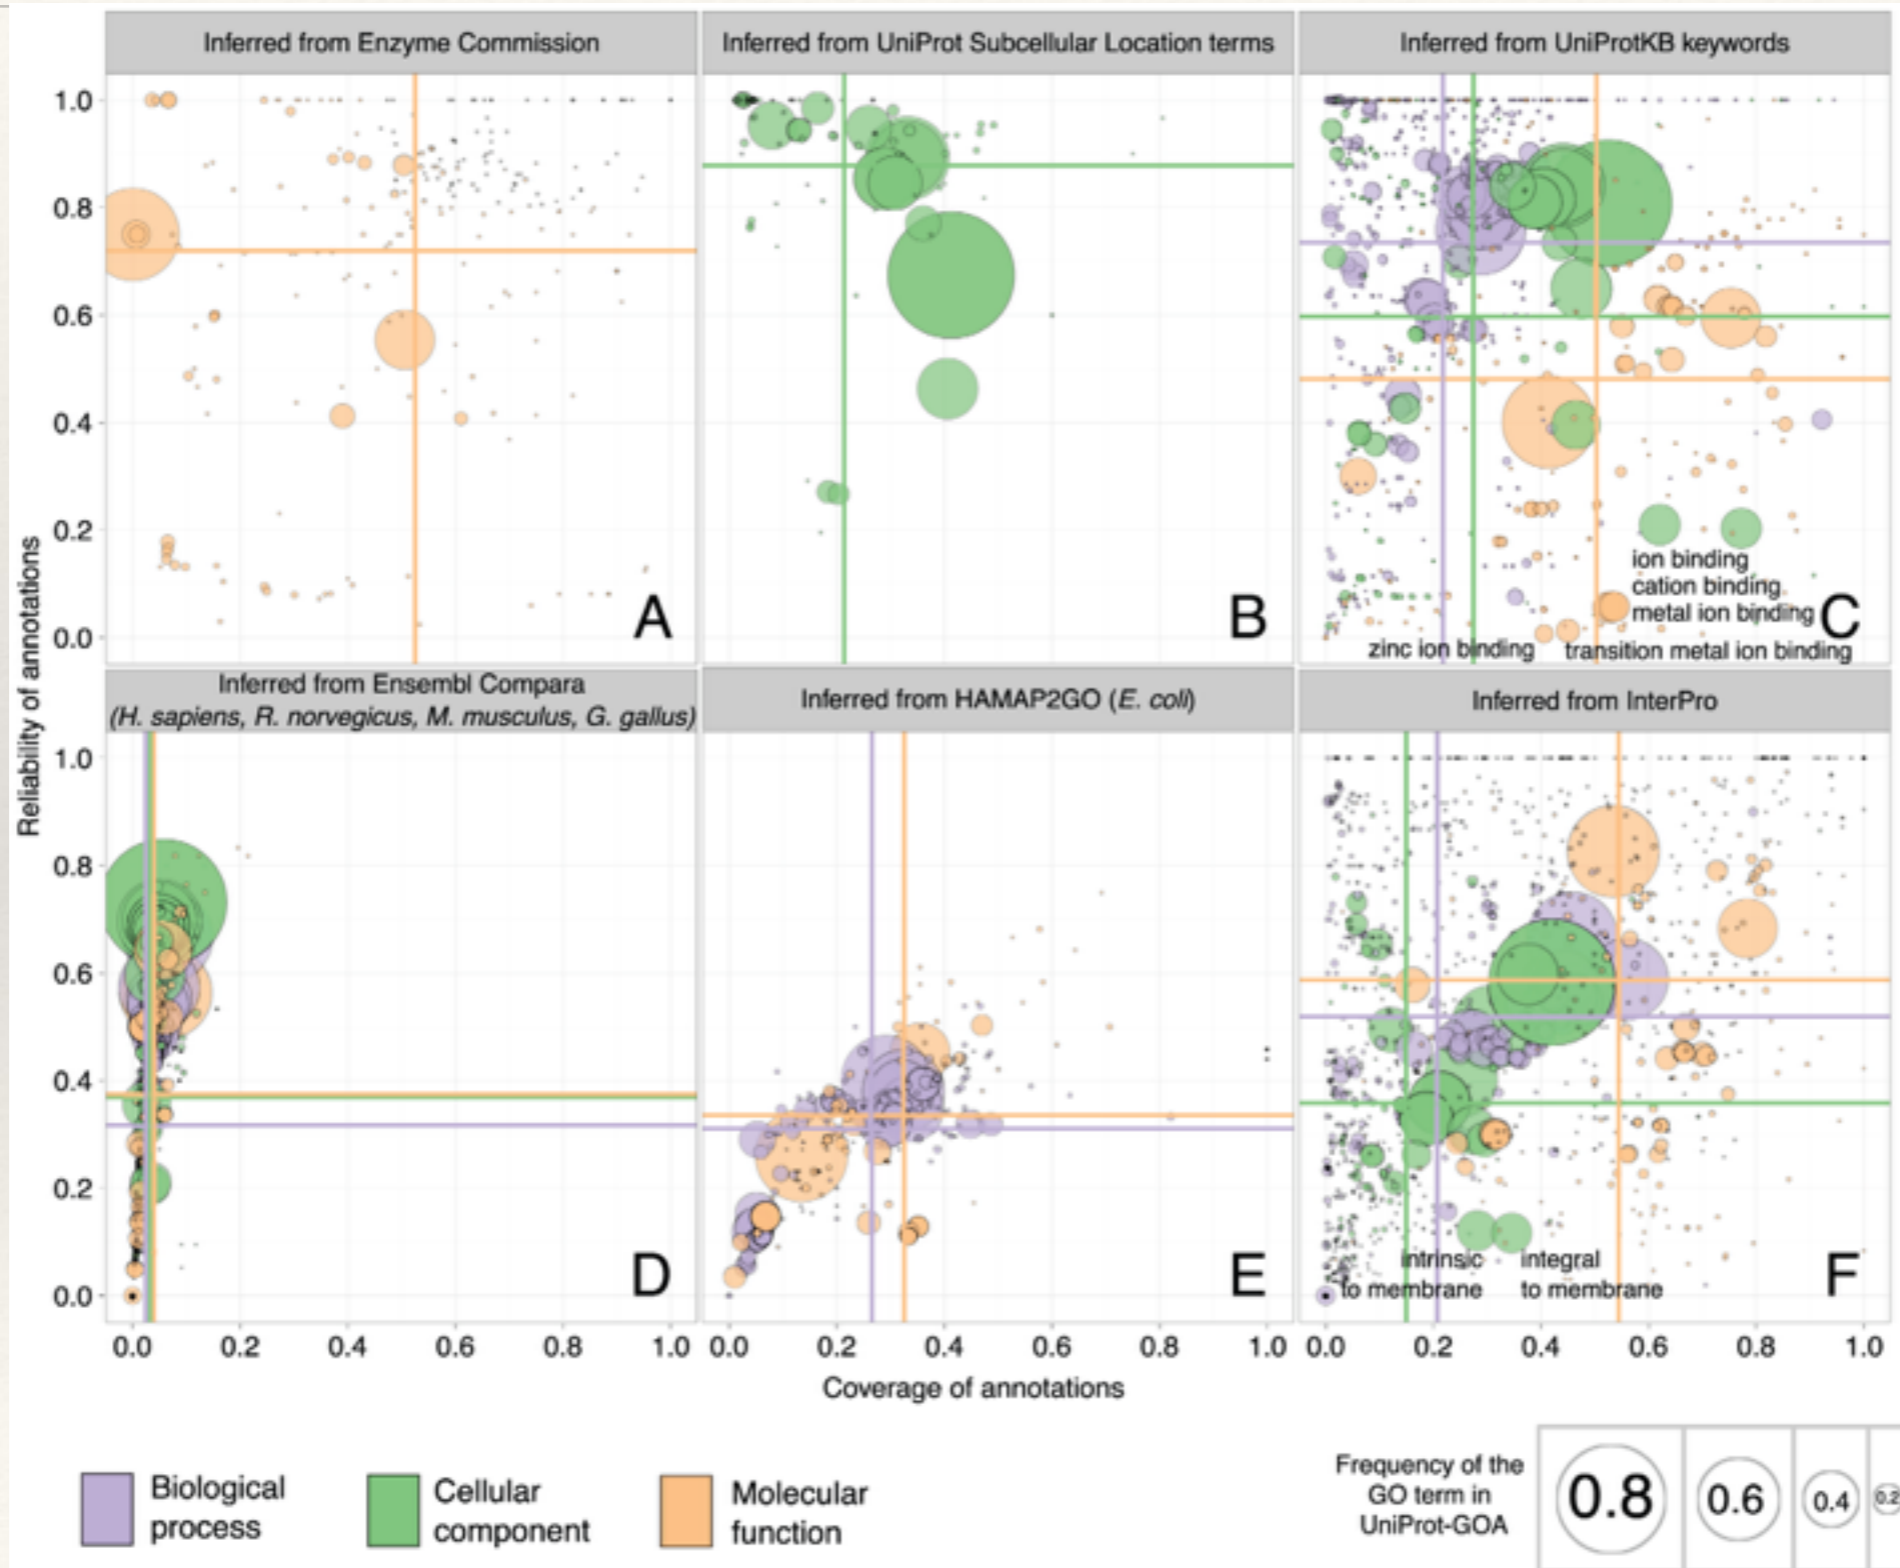 Inferred from Enzyme Commission
Inferred from UniProt Subcellular Location terms
Inferred from UniProtKB keywords
Reliability of annotations
1.0
0.8
0.6
0.4
0.2
0.0
A
B
ion binding
cation binding
metal ion binding
C
zinc ion binding
transition metal ion binding
Inferred from Ensembl Compara
(H. sapiens, R. norvegicus, M. musculus, G. gallus)
Inferred from HAMAP2GO (E. coli)
Inferred from InterPro
1.0
0.8
0.6
0.4
0.2
0.0
D
E
intrinsic
to membrane
integral
to membrane
F
0.0 0.2 0.4 0.6 0.8 1.0
0.0 0.2 0.4 0.6 0.8 1.0
0.0 0.2 0.4 0.6 0.8 1.0
Coverage of annotations
Biological
process
Cellular
component
Molecular
function
Frequency of the
GO term in
UniProt-GOA
0.8 0.6 0.4 0.2